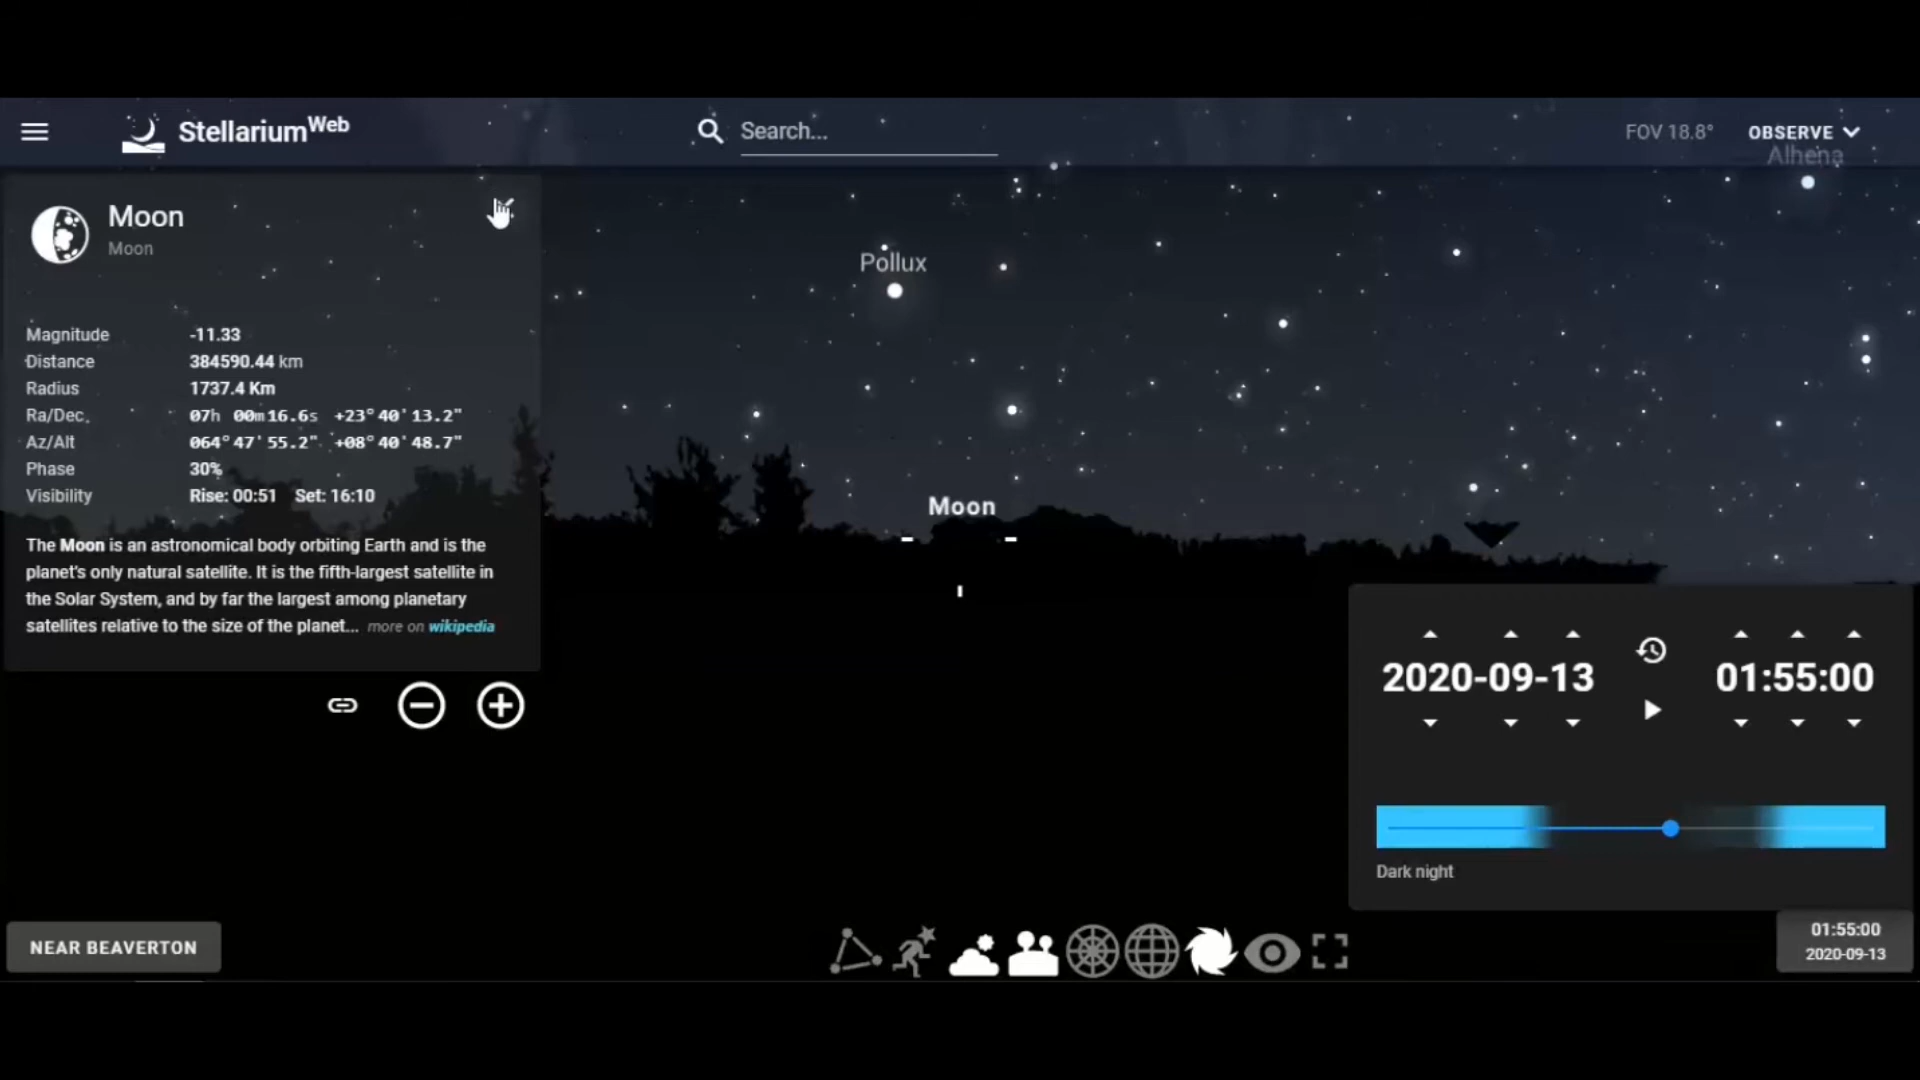 StellariumWeb
Search...
FOV 18.8°
OBSERVE
Alhena
Moon
Moon
Pollux
Magnitude -11.33
Distance 384590.44 km
Radius 1737.4 Km
Ra/Dec 07h 00m16.6s +23°40'13.2"
Az/Alt 064°47'55.2" +08°40'48.7"
Phase 30%
Visibility Rise: 00:51 Set: 16:10
The Moon is an astronomical body orbiting Earth and is the
planet's only natural satellite. It is the fifth-largest satellite in
the Solar System, and by far the largest among planetary
satellites relative to the size of the planet... more on wikipedia
Moon
2020-09-13 01:55:00
Dark night
NEAR BEAVERTON
01:55:00
2020-09-13